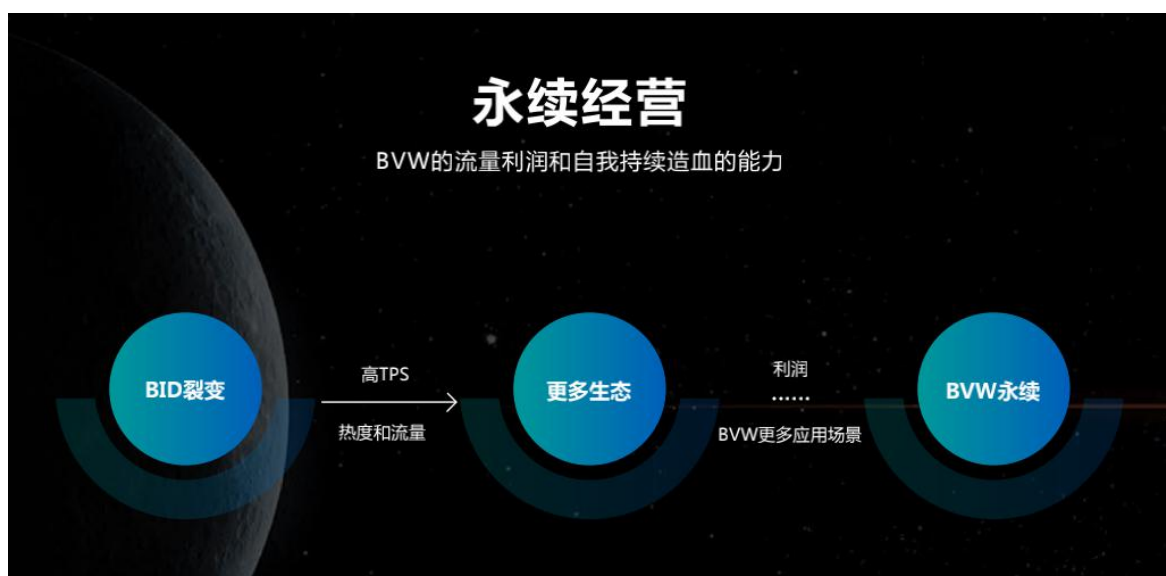 永续经营
BVW的流量利润和自我持续造血的能力
BID裂变
高TPS
热度和流量
更多生态
利润
......
BVW更多应用场景
BVW永续